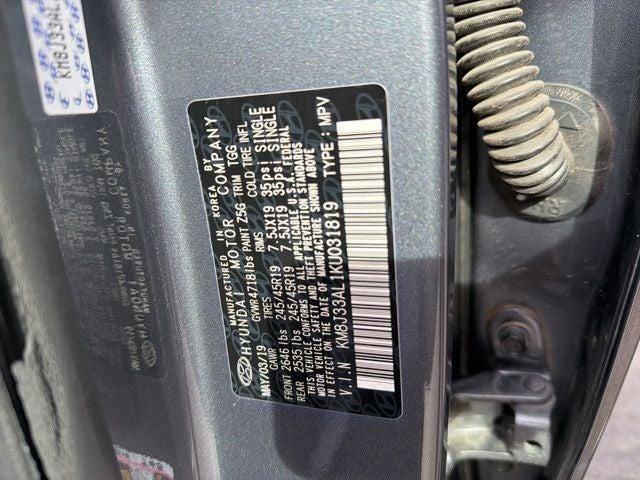 KM8J33AL
MANUFACTURED IN KOREA BY
HYUNDAI MOTOR COMPANY
GVWR 4718 lbs PAINT Z5G TRIM TGG
MAY/03/19
GAWR TIRES RIMS COLD TIRE INFL
FRONT 2646 lbs 245/45R19 7.5JX19 35psi SINGLE
REAR 2535 lbs 245/45R19 7.5JX19 35psi SINGLE
THIS VEHICLE CONFORMS TO ALL APPLICABLE U.S.A. FEDERAL
MOTOR VEHICLE SAFETY AND THEFT PREVENTION STANDARDS
IN EFFECT ON THE DATE OF MANUFACTURE SHOWN ABOVE
V.I.N KM8J33AL1KU031819 TYPE : MPV